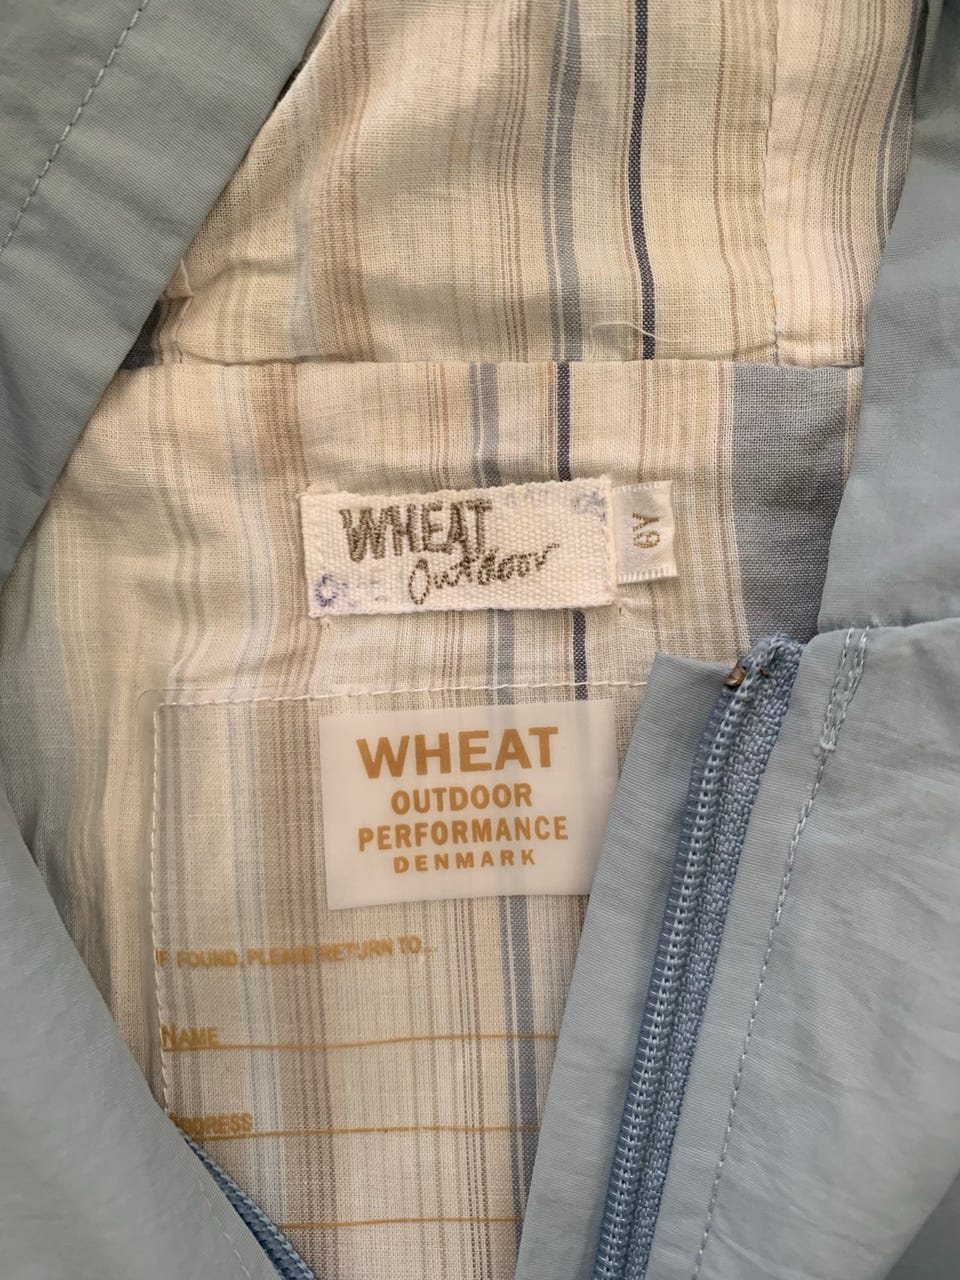 WHEAT
Outdoor
6Y
WHEAT
OUTDOOR
PERFORMANCE
DENMARK
IF FOUND, PLEASE RETURN TO...
NAME
ADDRESS